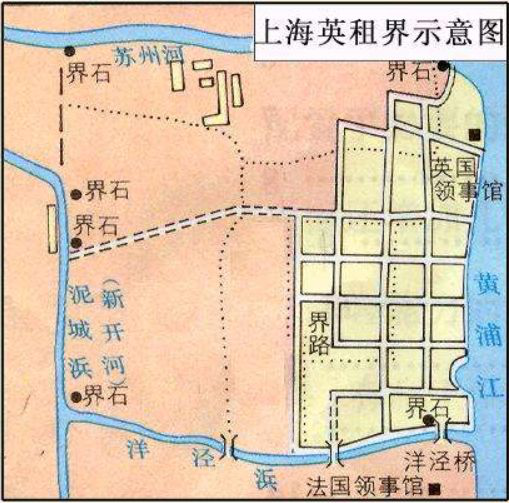 上海英租界示意图
苏州河
界石
界石
英国
领事馆
界石
界石
泥城浜
(新开河)
黄浦江
界路
界石
界石
洋泾浜
洋泾桥
法国领事馆